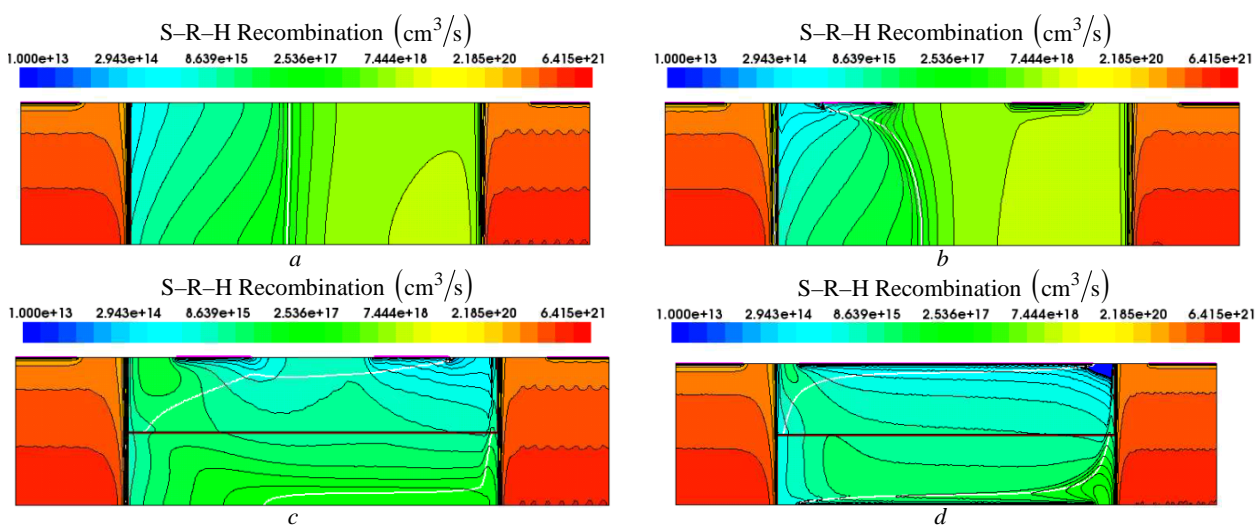 S–R–H Recombination (cm³/s)
1.000e+13 2.943e+14 8.639e+15 2.536e+17 7.444e+18 2.185e+20 6.415e+21
a
S–R–H Recombination (cm³/s)
1.000e+13 2.943e+14 8.639e+15 2.536e+17 7.444e+18 2.185e+20 6.415e+21
b
S–R–H Recombination (cm³/s)
1.000e+13 2.943e+14 8.639e+15 2.536e+17 7.444e+18 2.185e+20 6.415e+21
c
S–R–H Recombination (cm³/s)
1.000e+13 2.943e+14 8.639e+15 2.536e+17 7.444e+18 2.185e+20 6.415e+21
d